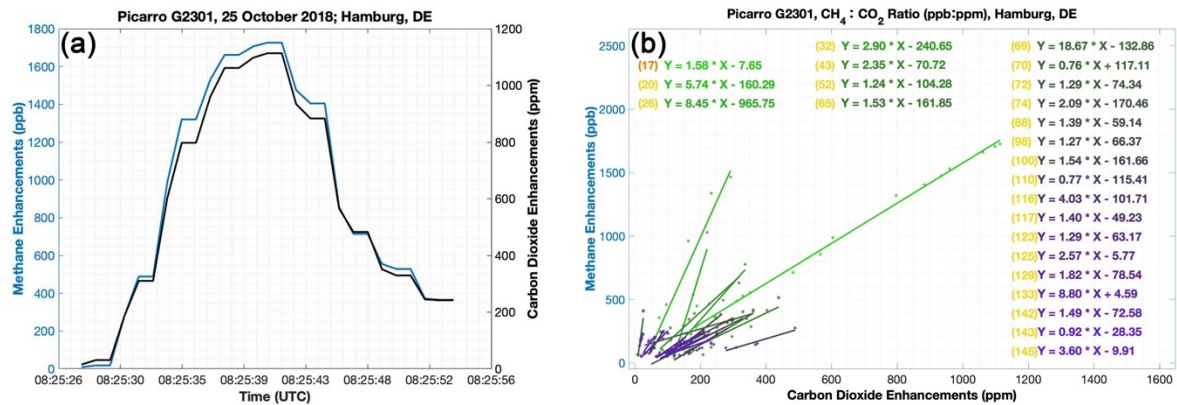 Picarro G2301, 25 October 2018; Hamburg, DE
(a)
Methane Enhancements (ppb)
1800
1600
1400
1200
1000
800
600
400
200
0
1200
1000
800
600
400
200
0
Carbon Dioxide Enhancements (ppm)
08:25:26 08:25:30 08:25:35 08:25:39 08:25:43 08:25:48 08:25:52 08:25:56
Time (UTC)
Picarro G2301, CH4 : CO2 Ratio (ppb:ppm), Hamburg, DE
(b)
Methane Enhancements (ppb)
2500
2000
1500
1000
500
0
(17) Y = 1.58 * X - 7.65
(20) Y = 5.74 * X - 160.29
(26) Y = 8.45 * X - 965.75
(32) Y = 2.90 * X - 240.65
(43) Y = 2.35 * X - 70.72
(52) Y = 1.24 * X - 104.28
(65) Y = 1.53 * X - 161.85
(69) Y = 18.67 * X - 132.86
(70) Y = 0.76 * X + 117.11
(72) Y = 1.29 * X - 74.34
(74) Y = 2.09 * X - 170.46
(88) Y = 1.39 * X - 59.14
(98) Y = 1.27 * X - 66.37
(100) Y = 1.54 * X - 161.66
(110) Y = 0.77 * X - 115.41
(116) Y = 4.03 * X - 101.71
(117) Y = 1.40 * X - 49.23
(123) Y = 1.29 * X - 63.17
(125) Y = 2.57 * X - 5.77
(129) Y = 1.82 * X - 78.54
(133) Y = 8.80 * X + 4.59
(142) Y = 1.49 * X - 72.58
(143) Y = 0.92 * X - 28.35
(145) Y = 3.60 * X - 9.91
0 200 400 600 800 1000 1200 1400 1600
Carbon Dioxide Enhancements (ppm)